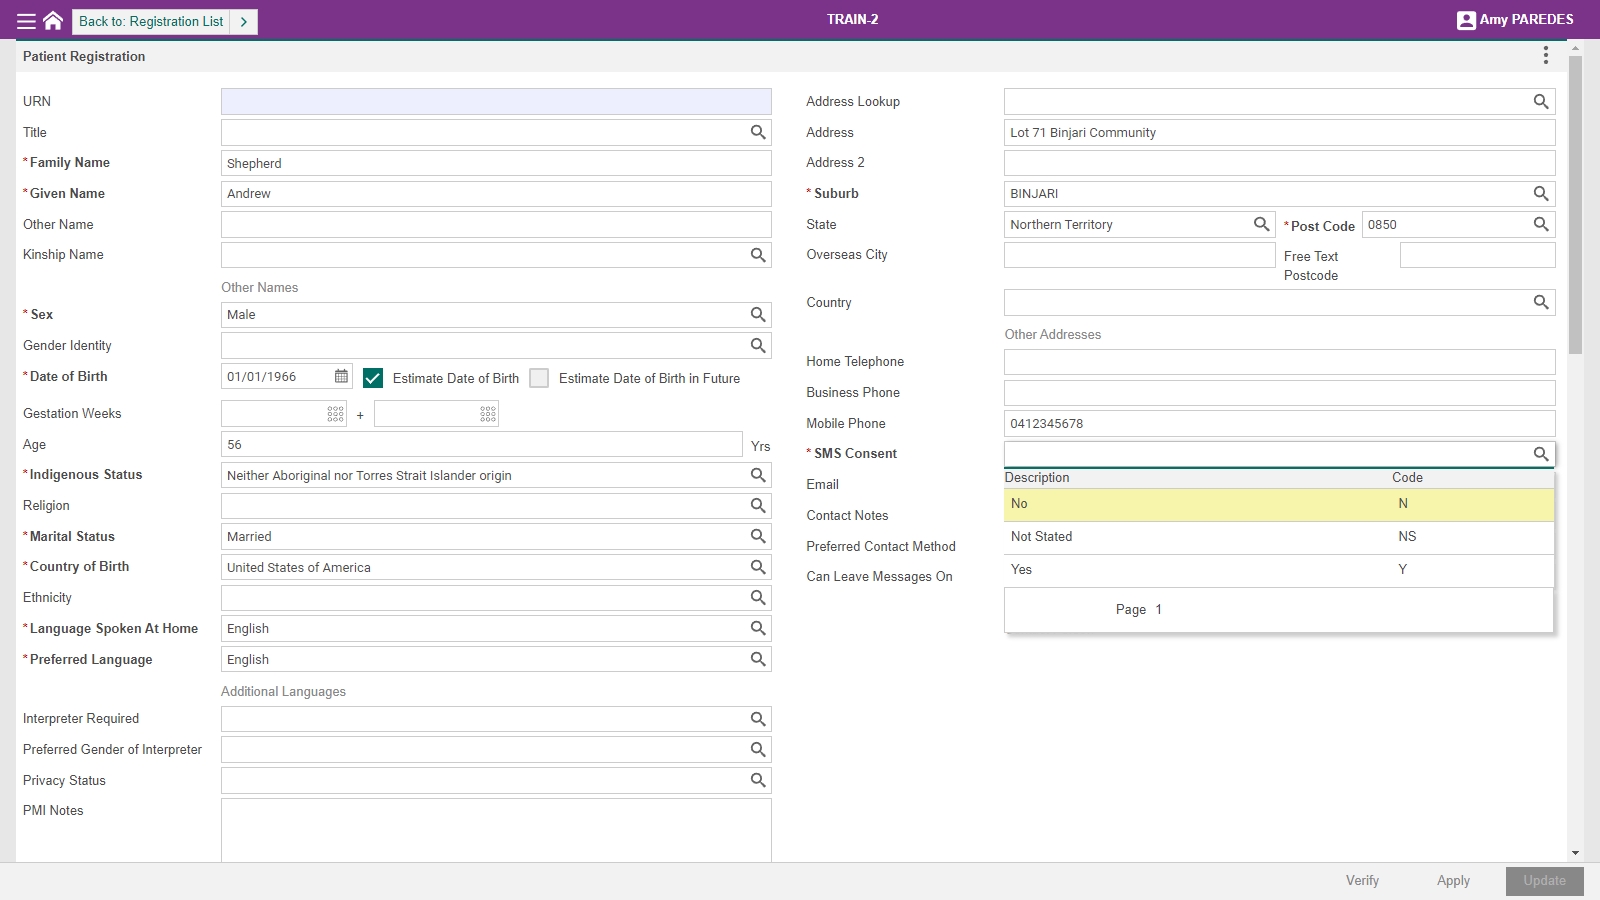 Back to: Registration List
TRAIN-2
Amy PAREDES
Patient Registration
URN
Title
*Family Name Shepherd
*Given Name Andrew
Other Name
Kinship Name
Other Names
*Sex Male
Gender Identity
*Date of Birth 01/01/1966 Estimate Date of Birth Estimate Date of Birth in Future
Gestation Weeks +
Age 56 Yrs
*Indigenous Status Neither Aboriginal nor Torres Strait Islander origin
Religion
*Marital Status Married
*Country of Birth United States of America
Ethnicity
*Language Spoken At Home English
*Preferred Language English
Additional Languages
Interpreter Required
Preferred Gender of Interpreter
Privacy Status
PMI Notes
Address Lookup
Address Lot 71 Binjari Community
Address 2
*Suburb BINJARI
State Northern Territory *Post Code 0850
Overseas City Free Text
Postcode
Country
Other Addresses
Home Telephone
Business Phone
Mobile Phone 0412345678
*SMS Consent
Description Code
Email
No N
Contact Notes
Not Stated NS
Preferred Contact Method
Yes Y
Can Leave Messages On
Page 1
Verify Apply Update